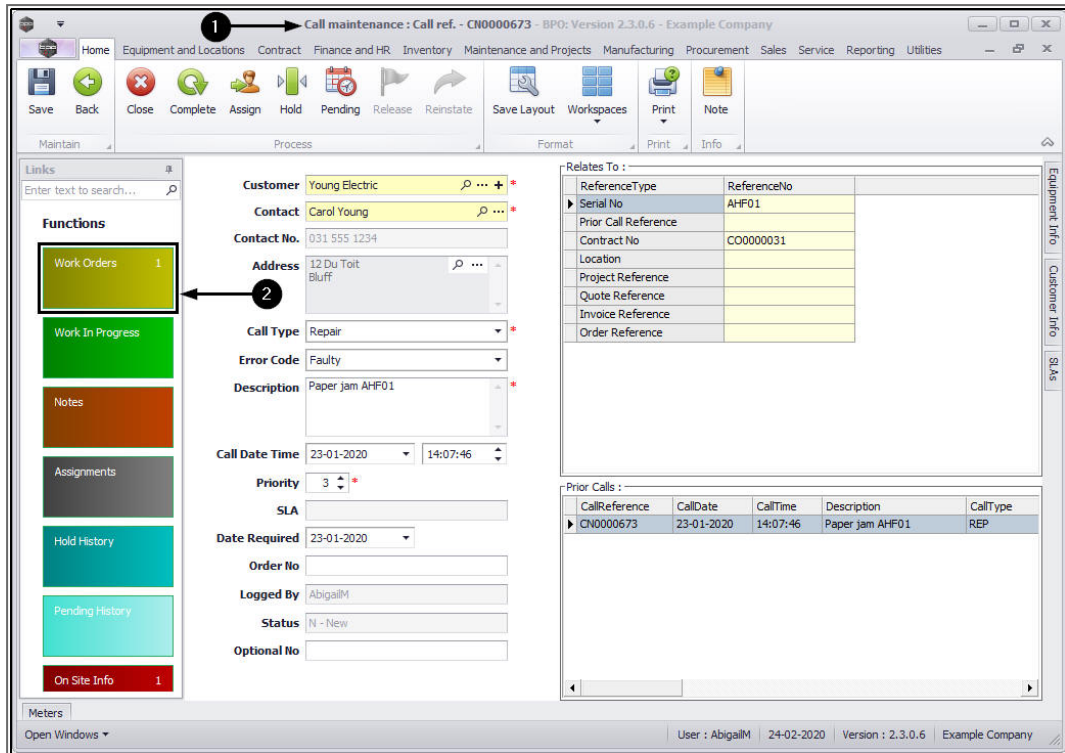 1
Call maintenance : Call ref. - CN0000673 - BPO: Version 2.3.0.6 - Example Company
Home Equipment and Locations Contract Finance and HR Inventory Maintenance and Projects Manufacturing Procurement Sales Service Reporting Utilities
Save Back Close Complete Assign Hold Pending Release Reinstate Save Layout Workspaces Print Note
Maintain Process Format Print Info
Links
Enter text to search...
Functions
Work Orders 1
2
Work In Progress
Notes
Assignments
Hold History
Pending History
On Site Info 1
Customer Young Electric *
Contact Carol Young *
Contact No. 031 555 1234
Address 12 Du Toit
Bluff
Call Type Repair *
Error Code Faulty
Description Paper jam AHF01 *
Call Date Time 23-01-2020 14:07:46
Priority 3 *
SLA
Date Required 23-01-2020
Order No
Logged By AbigailM
Status N - New
Optional No
Relates To :
ReferenceType ReferenceNo
Serial No AHF01
Prior Call Reference
Contract No CO0000031
Location
Project Reference
Quote Reference
Invoice Reference
Order Reference
Prior Calls :
CallReference CallDate CallTime Description CallType
CN0000673 23-01-2020 14:07:46 Paper jam AHF01 REP
Equipment Info
Customer Info
SLAs
Meters
Open Windows User : AbigailM 24-02-2020 Version : 2.3.0.6 Example Company